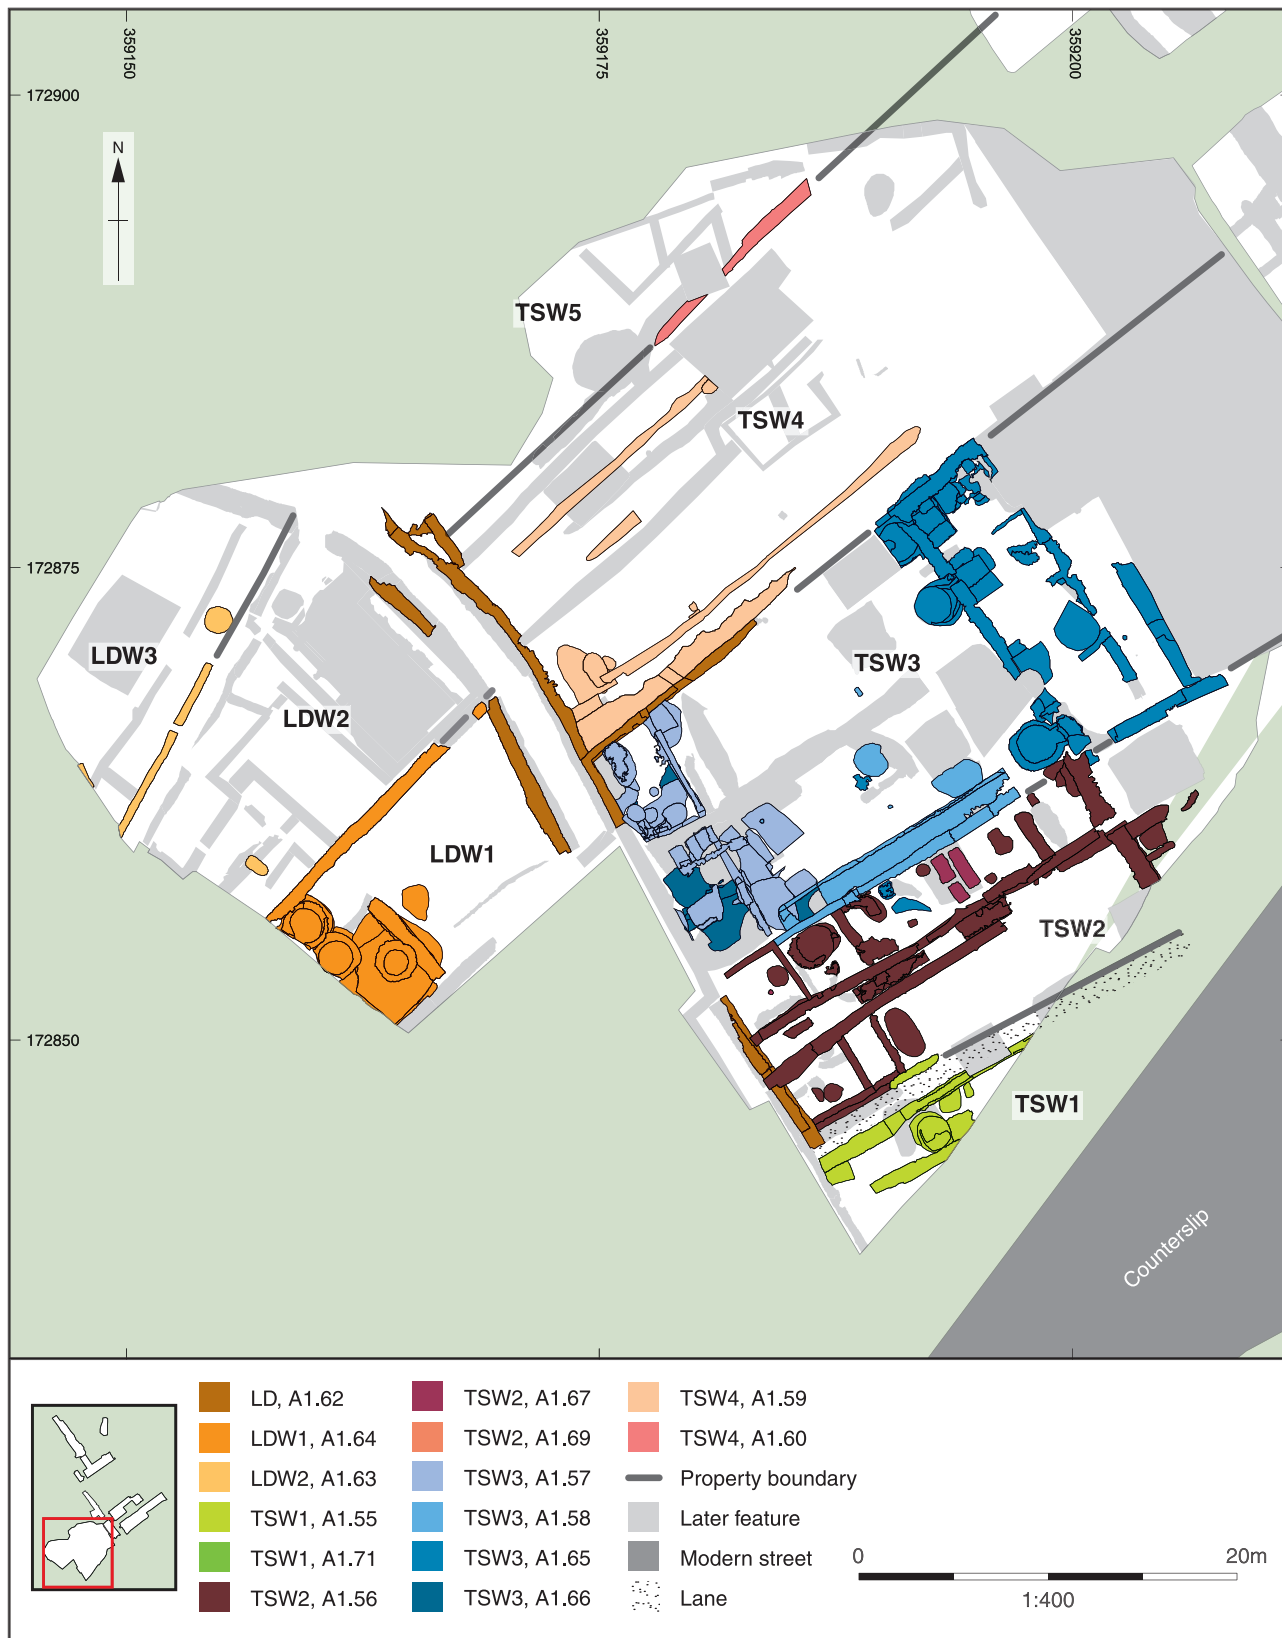 359150
359175
359200
172900
N
TSW5
TSW4
172875
LDW3
TSW3
LDW2
LDW1
TSW2
172850
TSW1
Counterslip
LD, A1.62
LDW1, A1.64
LDW2, A1.63
TSW1, A1.55
TSW1, A1.71
TSW2, A1.56
TSW2, A1.67
TSW2, A1.69
TSW3, A1.57
TSW3, A1.58
TSW3, A1.65
TSW3, A1.66
TSW4, A1.59
TSW4, A1.60
Property boundary
Later feature
Modern street
Lane
0 20m
1:400